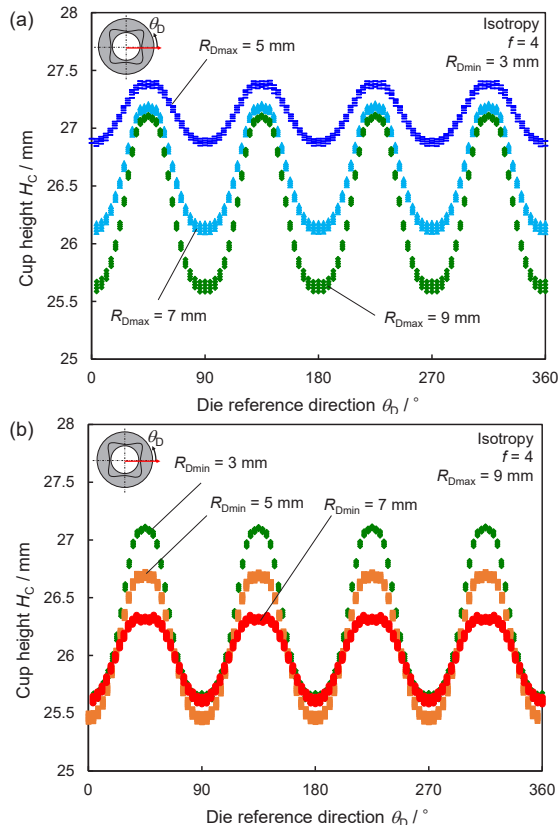 (a)
θD
Isotropy
f = 4
RDmin = 3 mm
RDmax = 5 mm
28
27.5
27
26.5
26
25.5
25
Cup height HC / mm
RDmax = 7 mm
RDmax = 9 mm
0
90
180
270
360
Die reference direction θD / °
(b)
θD
Isotropy
f = 4
RDmax = 9 mm
RDmin = 3 mm
RDmin = 5 mm
RDmin = 7 mm
28
27.5
27
26.5
26
25.5
25
Cup height HC / mm
0
90
180
270
360
Die reference direction θD / °